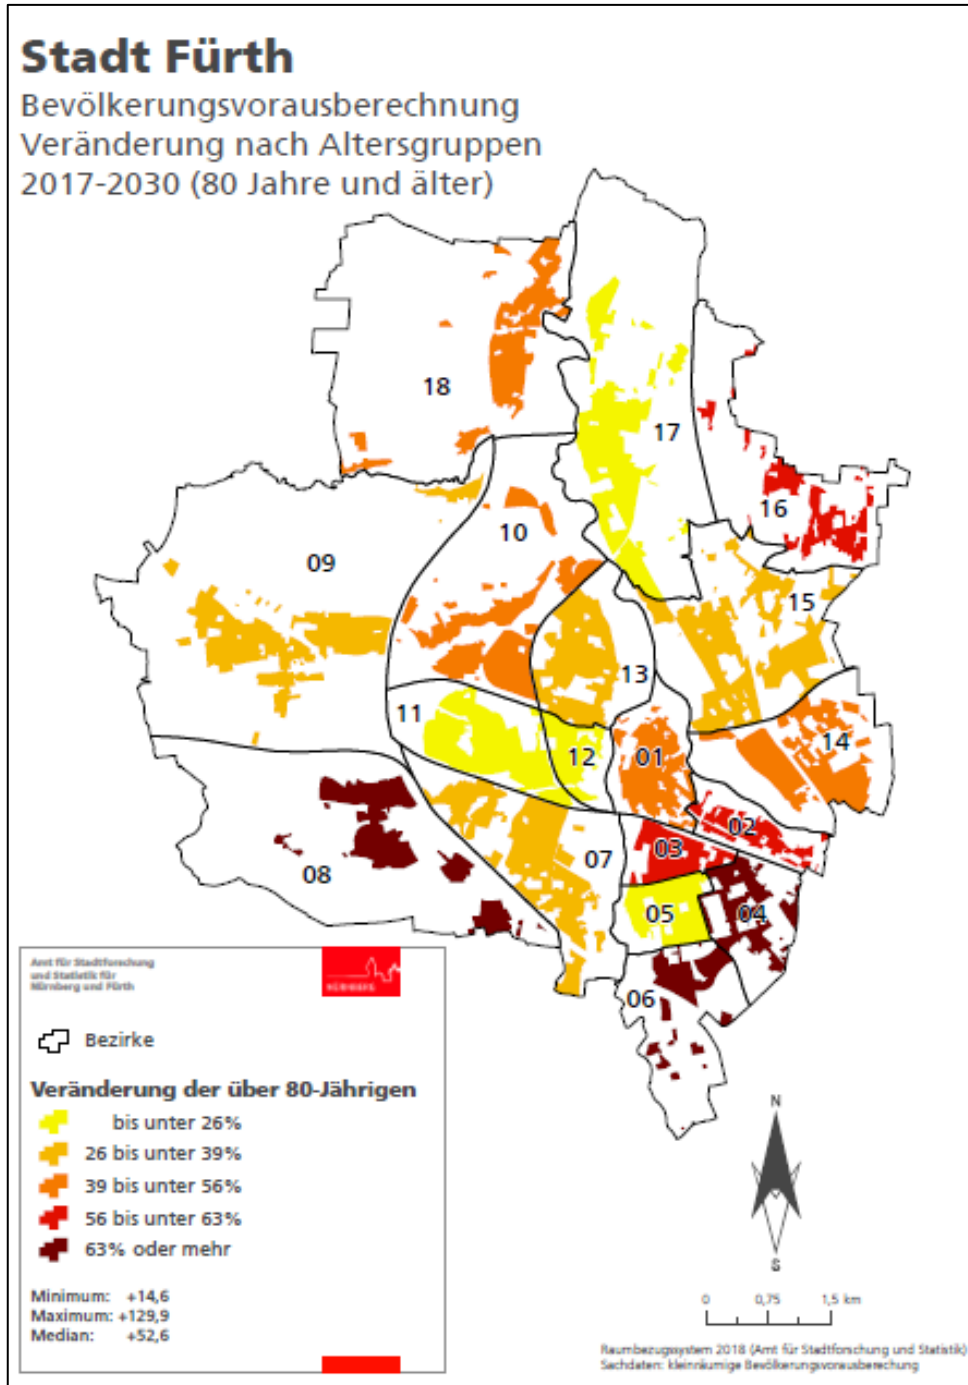 Stadt Fürth
Bevölkerungsvorausberechnung
Veränderung nach Altersgruppen
2017-2030 (80 Jahre und älter)
18
17
16
10
09
15
13
11
12
01
14
02
03
07
08
05
04
06
Amt für Stadtforschung
und Statistik für
Nürnberg und Fürth
NÜRNBERG
Bezirke
Veränderung der über 80-Jährigen
bis unter 26%
26 bis unter 39%
39 bis unter 56%
56 bis unter 63%
63% oder mehr
Minimum: +14,6
Maximum: +129,9
Median: +52,6
N
S
0 0,75 1,5 km
Raumbezugssystem 2018 (Amt für Stadtforschung und Statistik)
Sachdaten: kleinräumige Bevölkerungsvorausberechung